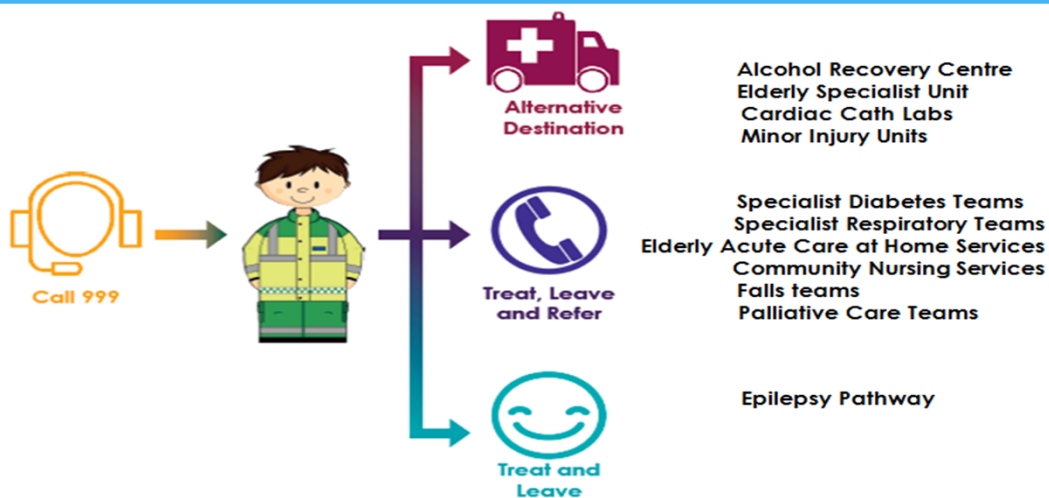 Call 999
Alternative
Destination
Alcohol Recovery Centre
Elderly Specialist Unit
Cardiac Cath Labs
Minor Injury Units
Treat, Leave
and Refer
Specialist Diabetes Teams
Specialist Respiratory Teams
Elderly Acute Care at Home Services
Community Nursing Services
Falls teams
Palliative Care Teams
Treat and
Leave
Epilepsy Pathway